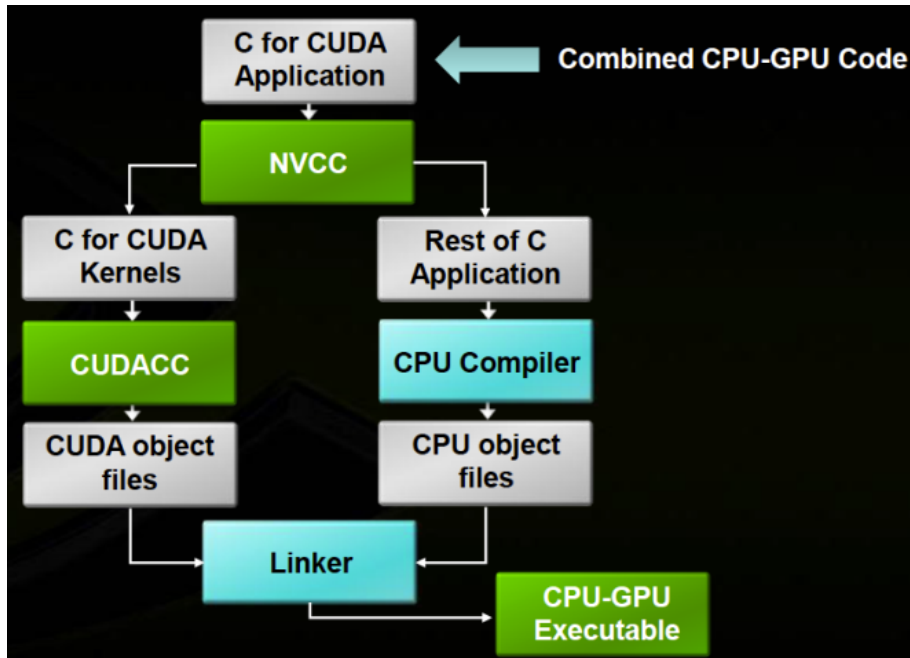 C for CUDA
Application
Combined CPU-GPU Code
NVCC
C for CUDA
Kernels
Rest of C
Application
CUDACC
CPU Compiler
CUDA object
files
CPU object
files
Linker
CPU-GPU
Executable